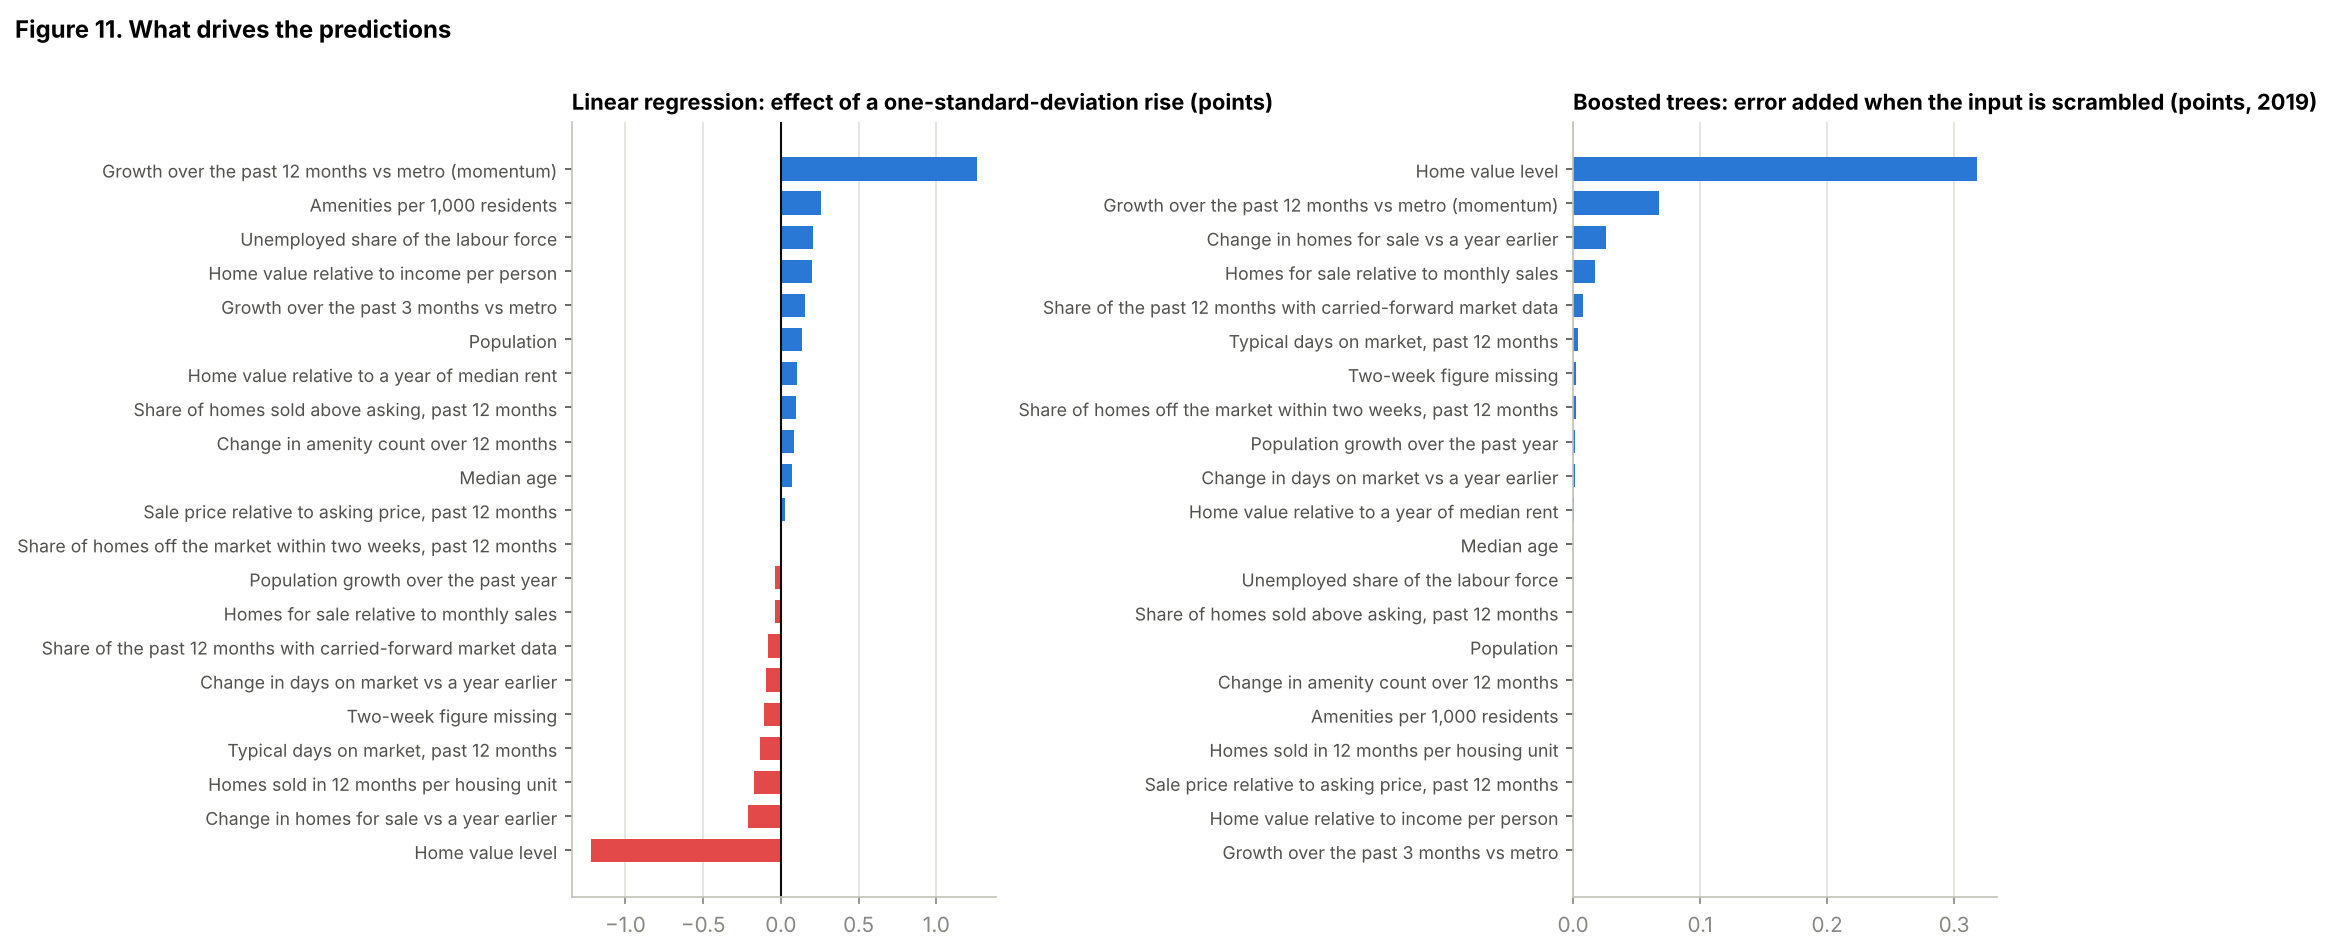 Figure 11. What drives the predictions
Linear regression: effect of a one-standard-deviation rise (points)
Growth over the past 12 months vs metro (momentum)
Amenities per 1,000 residents
Unemployed share of the labour force
Home value relative to income per person
Growth over the past 3 months vs metro
Population
Home value relative to a year of median rent
Share of homes sold above asking, past 12 months
Change in amenity count over 12 months
Median age
Sale price relative to asking price, past 12 months
Share of homes off the market within two weeks, past 12 months
Population growth over the past year
Homes for sale relative to monthly sales
Share of the past 12 months with carried-forward market data
Change in days on market vs a year earlier
Two-week figure missing
Typical days on market, past 12 months
Homes sold in 12 months per housing unit
Change in homes for sale vs a year earlier
Home value level
−1.0 −0.5 0.0 0.5 1.0
Boosted trees: error added when the input is scrambled (points, 2019)
Home value level
Growth over the past 12 months vs metro (momentum)
Change in homes for sale vs a year earlier
Homes for sale relative to monthly sales
Share of the past 12 months with carried-forward market data
Typical days on market, past 12 months
Two-week figure missing
Share of homes off the market within two weeks, past 12 months
Population growth over the past year
Change in days on market vs a year earlier
Home value relative to a year of median rent
Median age
Unemployed share of the labour force
Share of homes sold above asking, past 12 months
Population
Change in amenity count over 12 months
Amenities per 1,000 residents
Homes sold in 12 months per housing unit
Sale price relative to asking price, past 12 months
Home value relative to income per person
Growth over the past 3 months vs metro
0.0 0.1 0.2 0.3